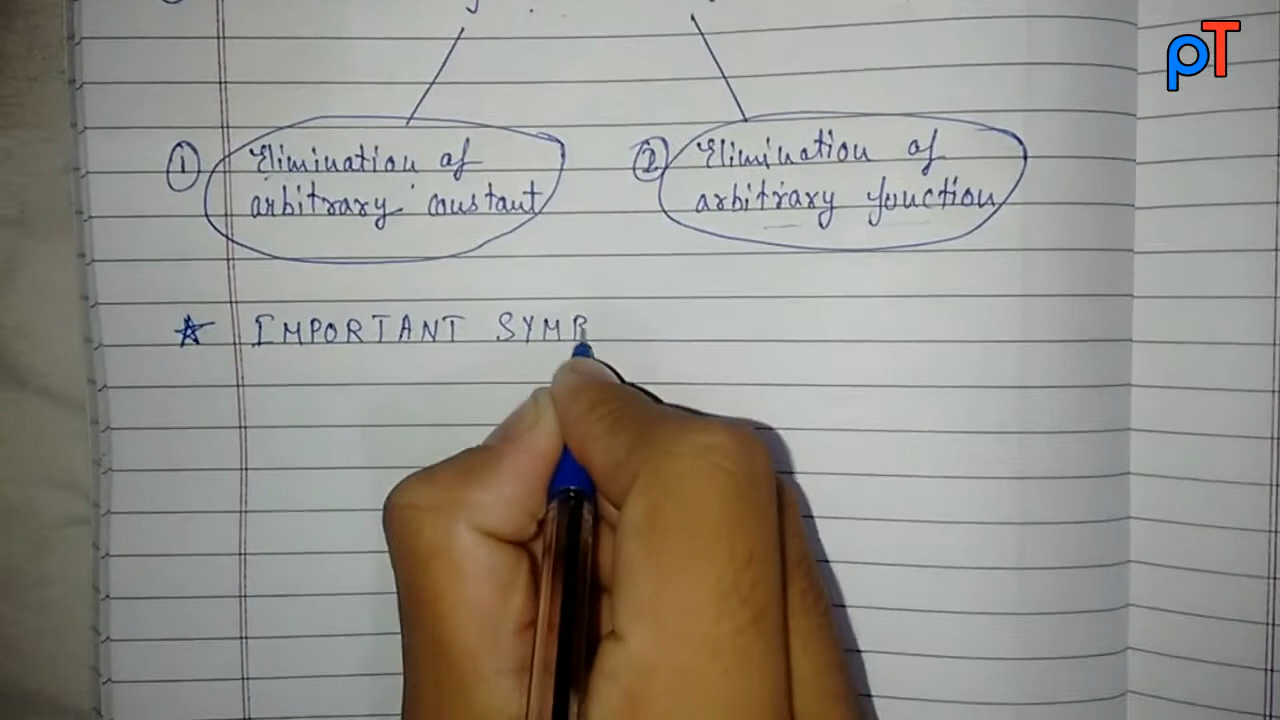 pT
① Elimination of
arbitrary constant
② Elimination of
arbitrary function
☆ IMPORTANT SYMB